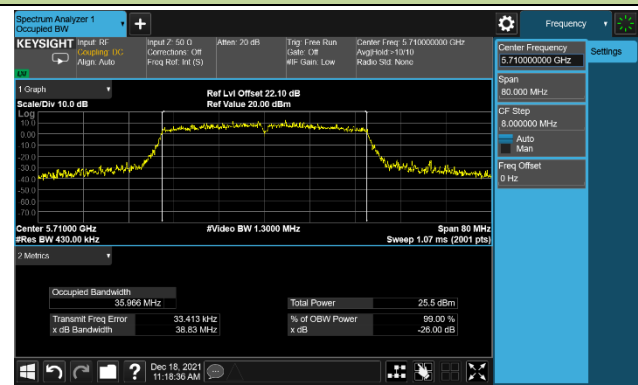 Spectrum Analyzer 1
Occupied BW
Frequency
KEYSIGHT
Input: RF
Coupling: DC
Align: Auto
Input Z: 50 Ω
Corrections: Off
Freq Ref: Int (S)
Atten: 20 dB
Trig: Free Run
Gate: Off
#IF Gain: Low
Center Freq: 5.710000000 GHz
Avg|Hold:>10/10
Radio Std: None
Center Frequency
5.710000000 GHz
Settings
Span
80.000 MHz
CF Step
8.000000 MHz
Auto
Man
Freq Offset
0 Hz
1 Graph
Scale/Div 10.0 dB
Ref Lvl Offset 22.10 dB
Ref Value 20.00 dBm
Log
10.0
0.00
-10.0
-20.0
-30.0
-40.0
-50.0
-60.0
-70.0
Center 5.71000 GHz
#Video BW 1.3000 MHz
Span 80 MHz
#Res BW 430.00 kHz
Sweep 1.07 ms (2001 pts)
2 Metrics
Occupied Bandwidth
35.966 MHz
Total Power 25.5 dBm
Transmit Freq Error 33.413 kHz
% of OBW Power 99.00 %
x dB Bandwidth 38.83 MHz
x dB -26.00 dB
?
Dec 18, 2021
11:18:36 AM